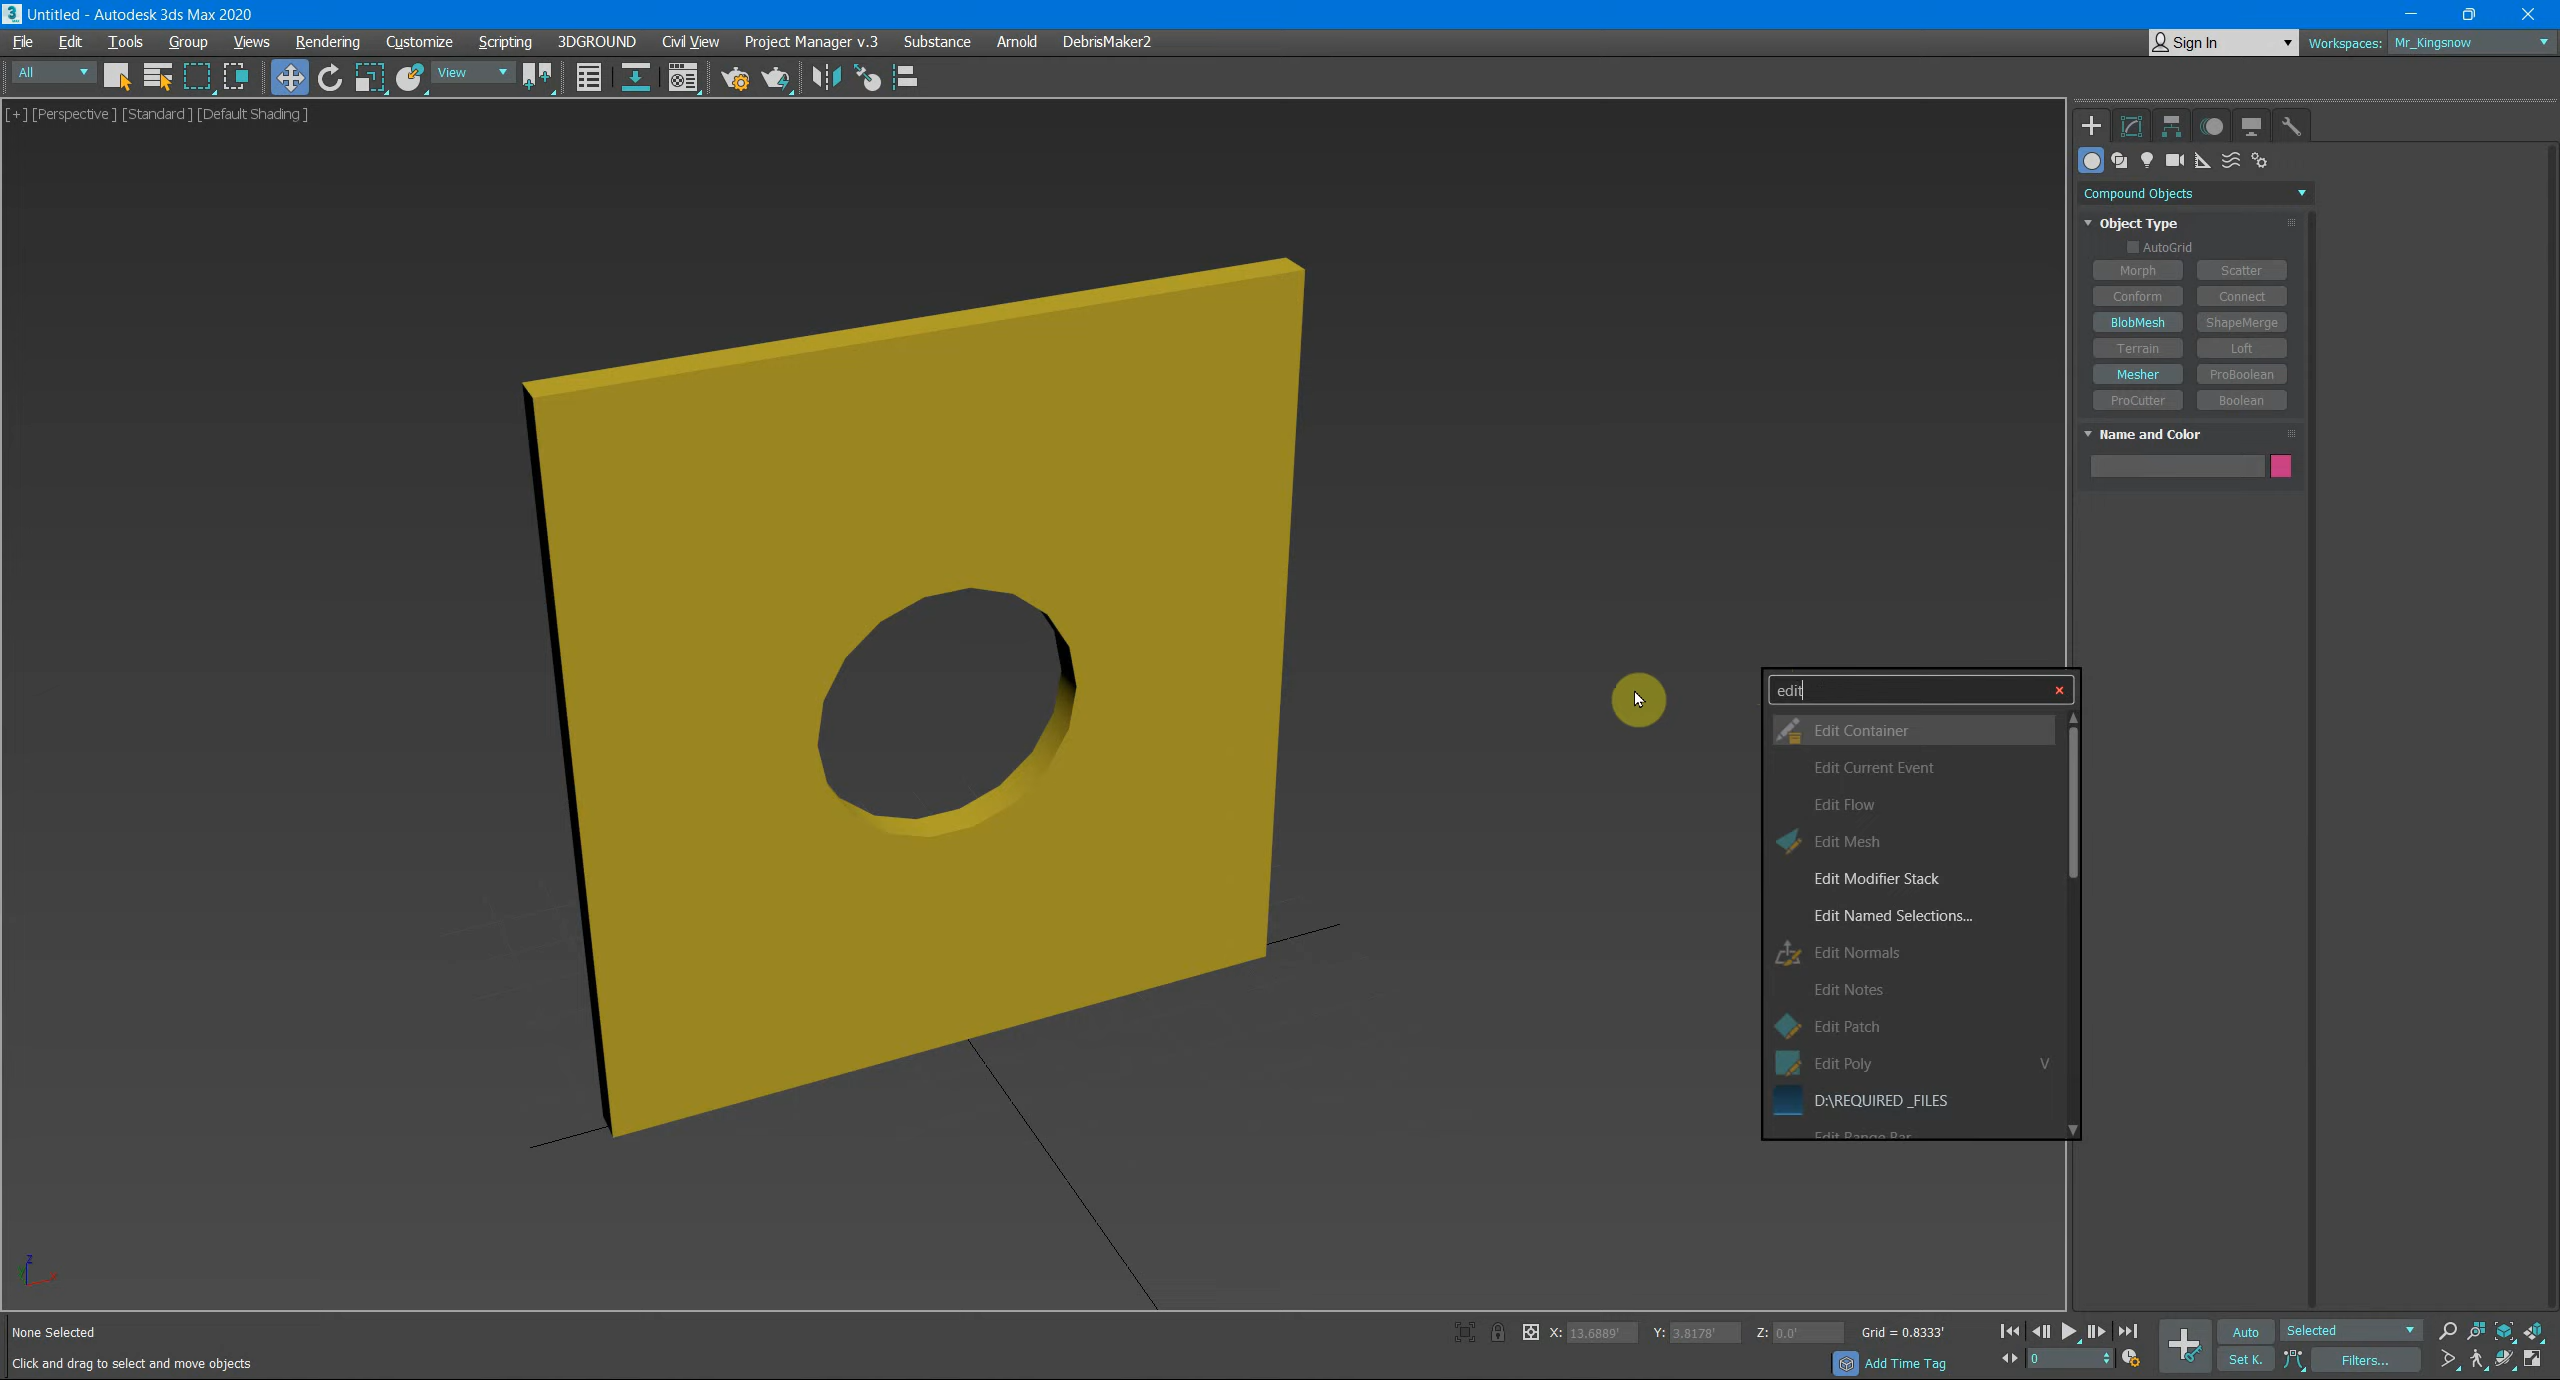 Untitled - Autodesk 3ds Max 2020
File Edit Tools Group Views Rendering Customize Scripting 3DGROUND Civil View Project Manager v.3 Substance Arnold DebrisMaker2
Sign In Workspaces: Mr_Kingsnow
All View
[+] [Perspective ] [Standard ] [Default Shading ]
Compound Objects
Object Type
AutoGrid
Morph Scatter
Conform Connect
BlobMesh ShapeMerge
Terrain Loft
Mesher ProBoolean
ProCutter Boolean
Name and Color
edit
Edit Container
Edit Current Event
Edit Flow
Edit Mesh
Edit Modifier Stack
Edit Named Selections...
Edit Normals
Edit Notes
Edit Patch
Edit Poly V
D:\REQUIRED _FILES
Edit Range Bar
z
x
None Selected X: 13.6889' Y: 3.8178' Z: 0.0' Grid = 0.8333' Auto Selected
Click and drag to select and move objects Add Time Tag 0 Set K. Filters...